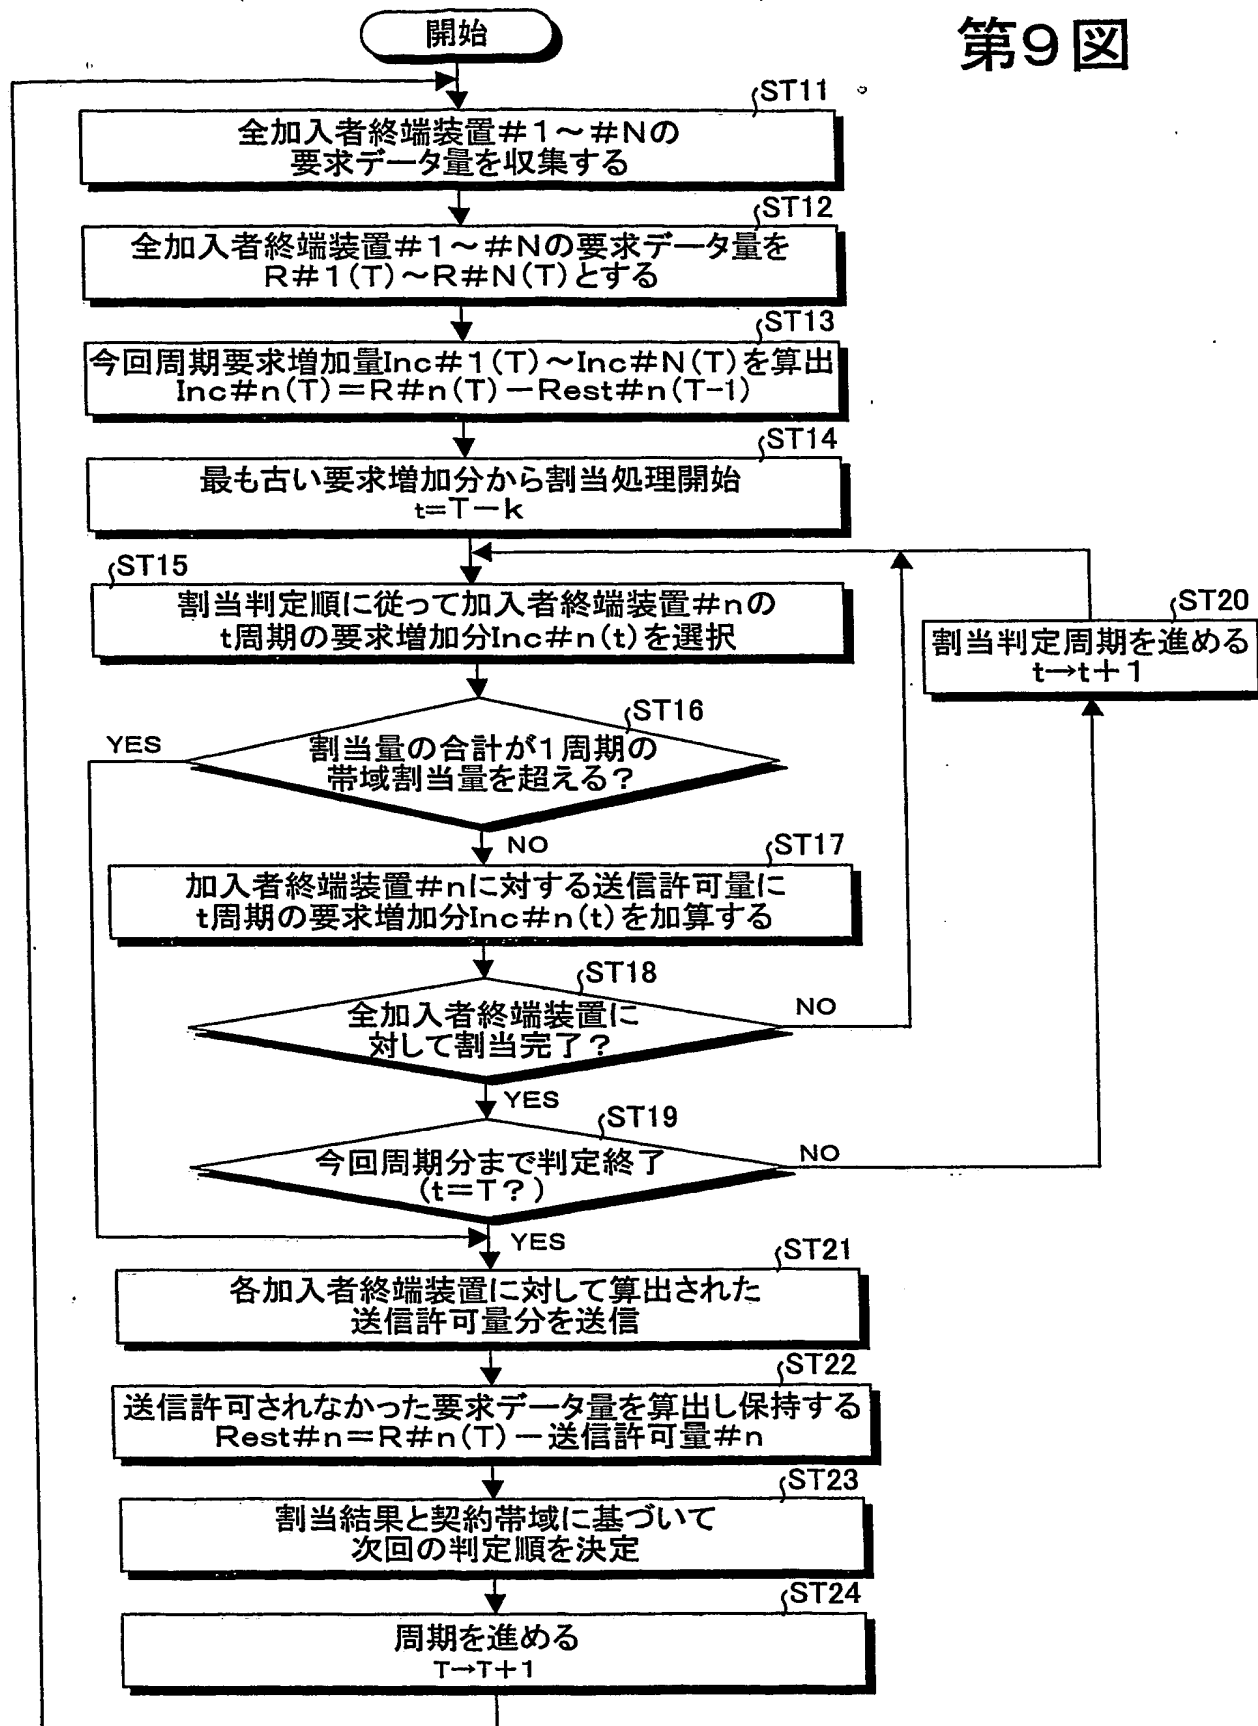 第9図
開始
ST11
全加入者終端装置#1～#Nの
要求データ量を収集する
ST12
全加入者終端装置#1～#Nの要求データ量を
R#1(T)～R#N(T)とする
ST13
今回周期要求増加量Inc#1(T)～Inc#N(T)を算出
Inc#n(T)=R#n(T)-Rest#n(T-1)
ST14
最も古い要求増加分から割当処理開始
t=T-k
ST15
割当判定順に従って加入者終端装置#nの
t周期の要求増加分Inc#n(t)を選択
ST20
割当判定周期を進める
t→t+1
ST16
YES
割当量の合計が1周期の
帯域割当量を超える?
NO
ST17
加入者終端装置#nに対する送信許可量に
t周期の要求増加分Inc#n(t)を加算する
ST18
全加入者終端装置に
対して割当完了?
NO
YES
ST19
今回周期分まで判定終了
(t=T?)
NO
YES
ST21
各加入者終端装置に対して算出された
送信許可量分を送信
ST22
送信許可されなかった要求データ量を算出し保持する
Rest#n=R#n(T)-送信許可量#n
ST23
割当結果と契約帯域に基づいて
次回の判定順を決定
ST24
周期を進める
T→T+1